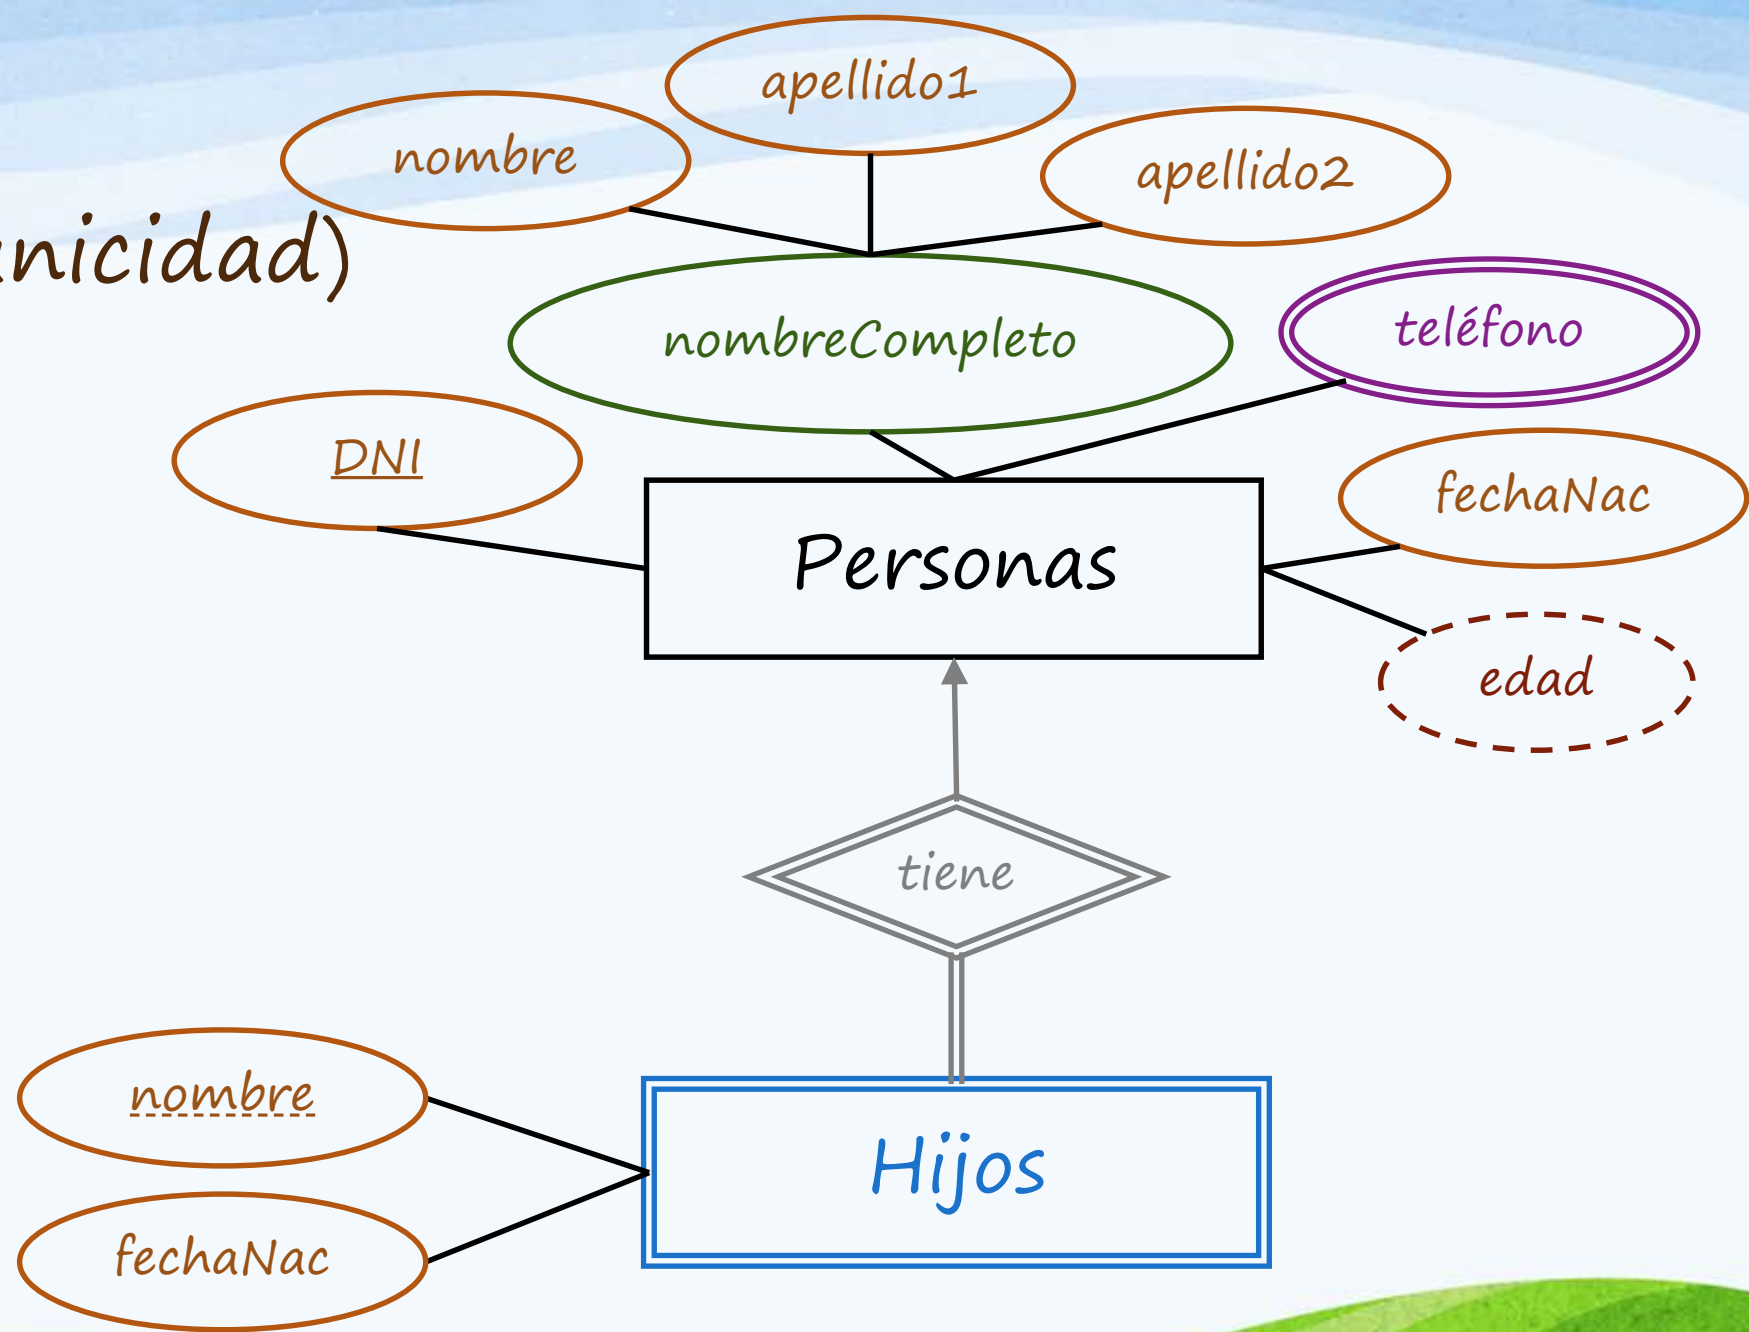 apellido1
nombre
apellido2
nicidad)
nombreCompleto
teléfono
DNI
fechaNac
Personas
edad
tiene
nombre
Hijos
fechaNac